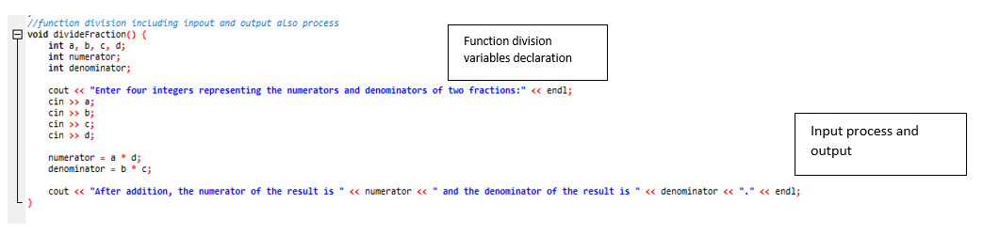 //function division including inpout and output also process
void divideFraction() {
int a, b, c, d;
int numerator;
int denominator;
Function division
variables declaration
cout << "Enter four integers representing the numerators and denominators of two fractions:" << endl;
cin >> a;
cin >> b;
cin >> c;
cin >> d;
Input process and
output
numerator = a * d;
denominator = b * c;
cout << "After addition, the numerator of the result is " << numerator << " and the denominator of the result is " << denominator << "." << endl;
}